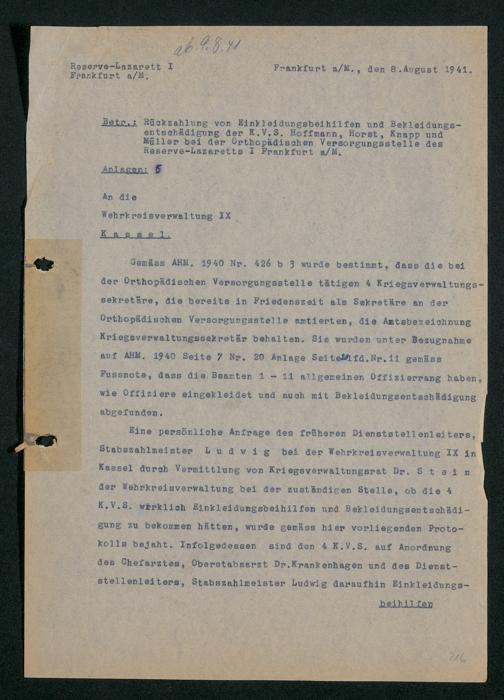 ab 9.8.41
Reserve-Lazarett I
Frankfurt a/M.
Frankfurt a/M., den 8.August 1941.
Betr.: Rückzahlung von Einkleidungsbeihilfen und Bekleidungs-
entschädigung der K.V.S. Hoffmann, Horst, Knapp und
Müller bei der Orthopädischen Versorgungsstelle des
Reserve-Lazaretts I Frankfurt a/M.
Anlagen: 5
An die
Wehrkreisverwaltung IX
K a s s e l.
Gemäss AHM. 1940 Nr. 426 b 3 wurde bestimmt, dass die bei
der Orthopädischen Versorgungsstelle tätigen 4 Kriegsverwaltungs-
sekretäre, die bereits in Friedenszeit als Sekretäre an der
Orthopädischen Versorgungsstelle amtierten, die Amtsbezeichnung
Kriegsverwaltungssekretär behalten. Sie wurden unter Bezugnahme
auf AHM. 1940 Seite 7 Nr. 20 Anlage Seite lfd.Nr.11 gemäss
Fussnote, dass die Beamten 1 - 11 allgemeinen Offizierrang haben,
wie Offiziere eingekleidet und auch mit Bekleidungsentschädigung
abgefunden.
Eine persönliche Anfrage des früheren Dienststellenleiters,
Stabszahlmeister L u d w i g bei der Wehrkreisverwaltung IX in
Kassel durch Vermittlung von Kriegsverwaltungsrat Dr. S t e i n
der Wehrkreisverwaltung bei der zuständigen Stelle, ob die 4
K.V.S. wirklich Einkleidungsbeihilfen und Bekleidungsentschädi-
gung zu bekommen hätten, wurde gemäss hier vorliegenden Proto-
kolls bejaht. Infolgedessen sind den 4 K.V.S. auf Anordnung
des Chefarztes, Oberstabsarzt Dr.Krankenhagen und des Dienst-
stellenleiters, Stabszahlmeister Ludwig daraufhin Einkleidungs-
beihilfen
216